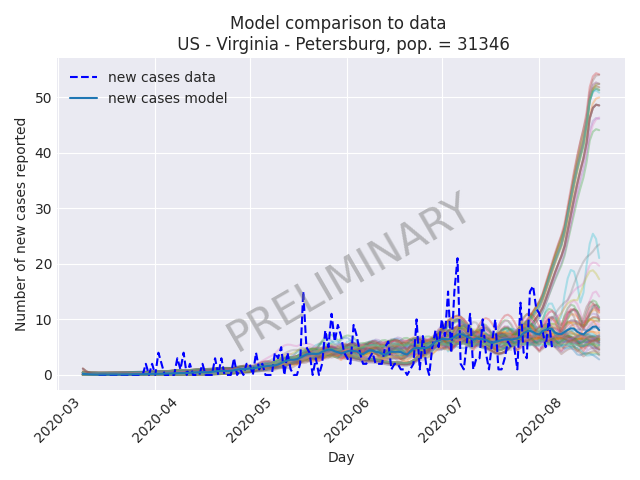 Model comparison to data
US - Virginia - Petersburg, pop. = 31346
new cases data
new cases model
Number of new cases reported
50
40
30
20
10
0
PRELIMINARY
2020-03
2020-04
2020-05
2020-06
2020-07
2020-08
Day